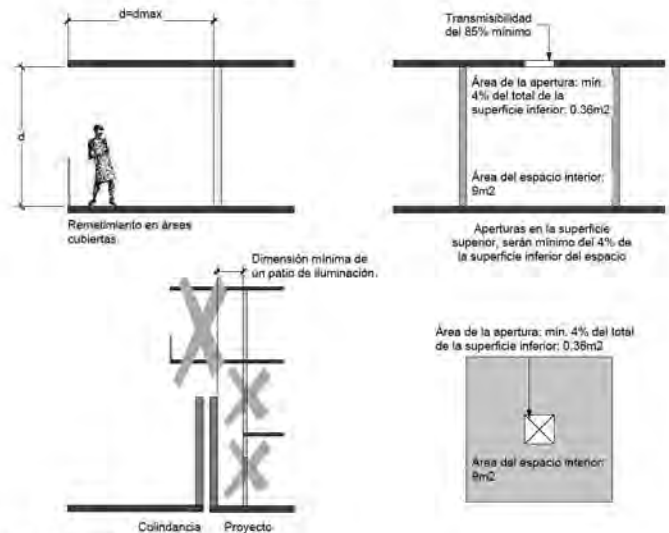 d=dmax
d
Remetimiento en áreas
cubiertas
Transmisibilidad
del 85% mínimo
Área de la apertura: min.
4% del total de la
superficie inferior: 0.36m2
Área del espacio interior:
9m2
Aperturas en la superficie
superior, serán mínimo del 4% de
la superficie inferior del espacio
Dimensión mínima de
un patio de iluminación.
Colindancia
Proyecto
Área de la apertura: min. 4% del total
de la superficie inferior: 0.36m2
Área del espacio interior:
9m2